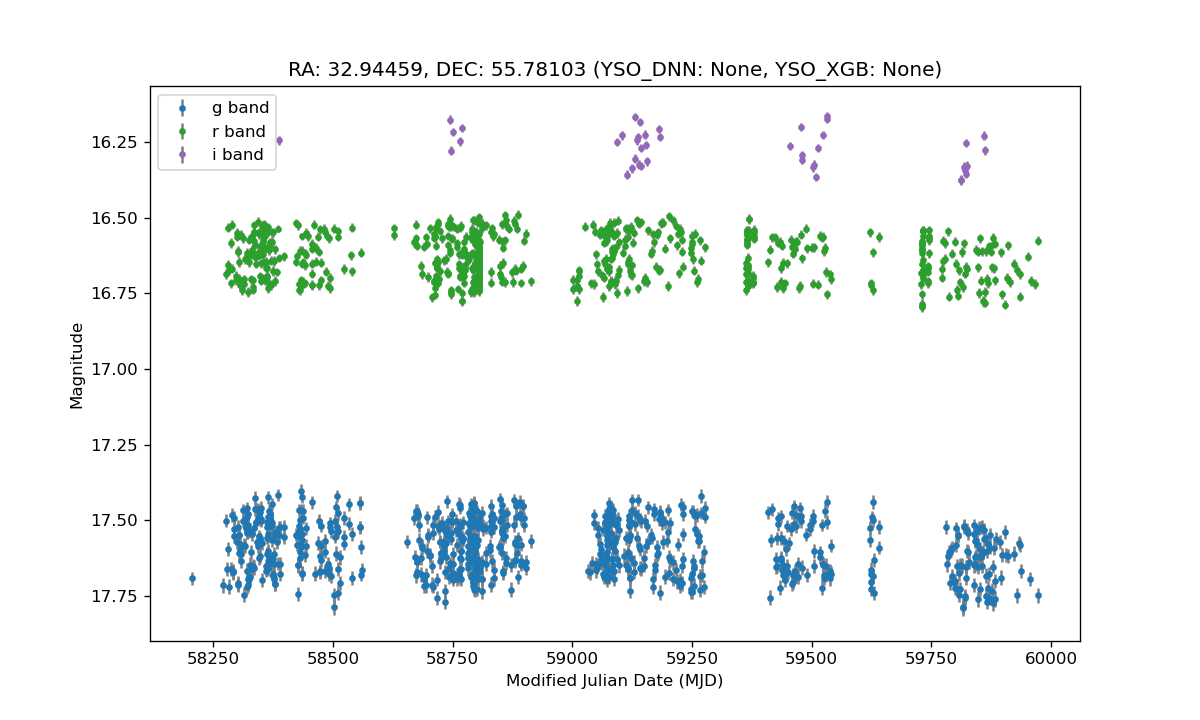 RA: 32.94459, DEC: 55.78103 (YSO_DNN: None, YSO_XGB: None)
g band
r band
i band
16.25
16.50
16.75
17.00
17.25
17.50
17.75
Magnitude
58250 58500 58750 59000 59250 59500 59750 60000
Modified Julian Date (MJD)